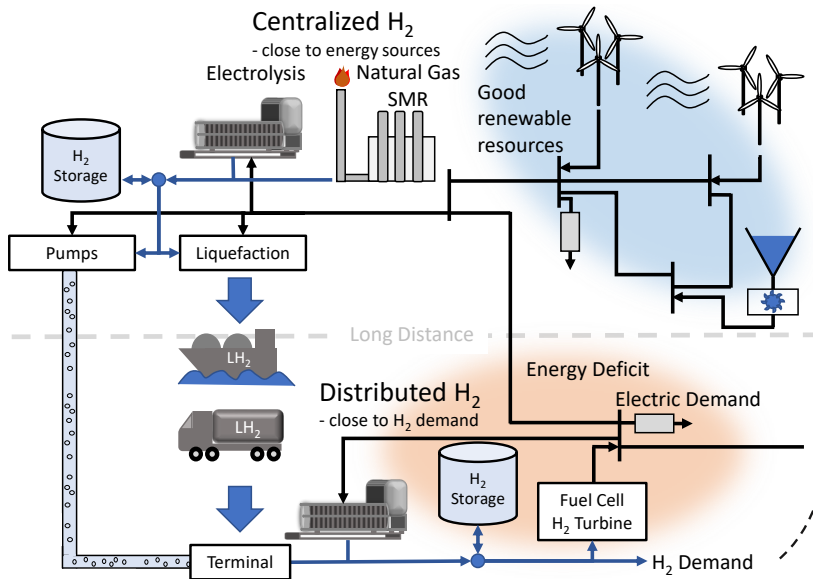 Centralized H₂
- close to energy sources
Electrolysis
Natural Gas
SMR
Good
renewable
resources
H₂
Storage
Pumps
Liquefaction
Long Distance
LH₂
Energy Deficit
Distributed H₂
- close to H₂ demand
Electric Demand
LH₂
H₂
Storage
Fuel Cell
H₂ Turbine
Terminal
H₂ Demand